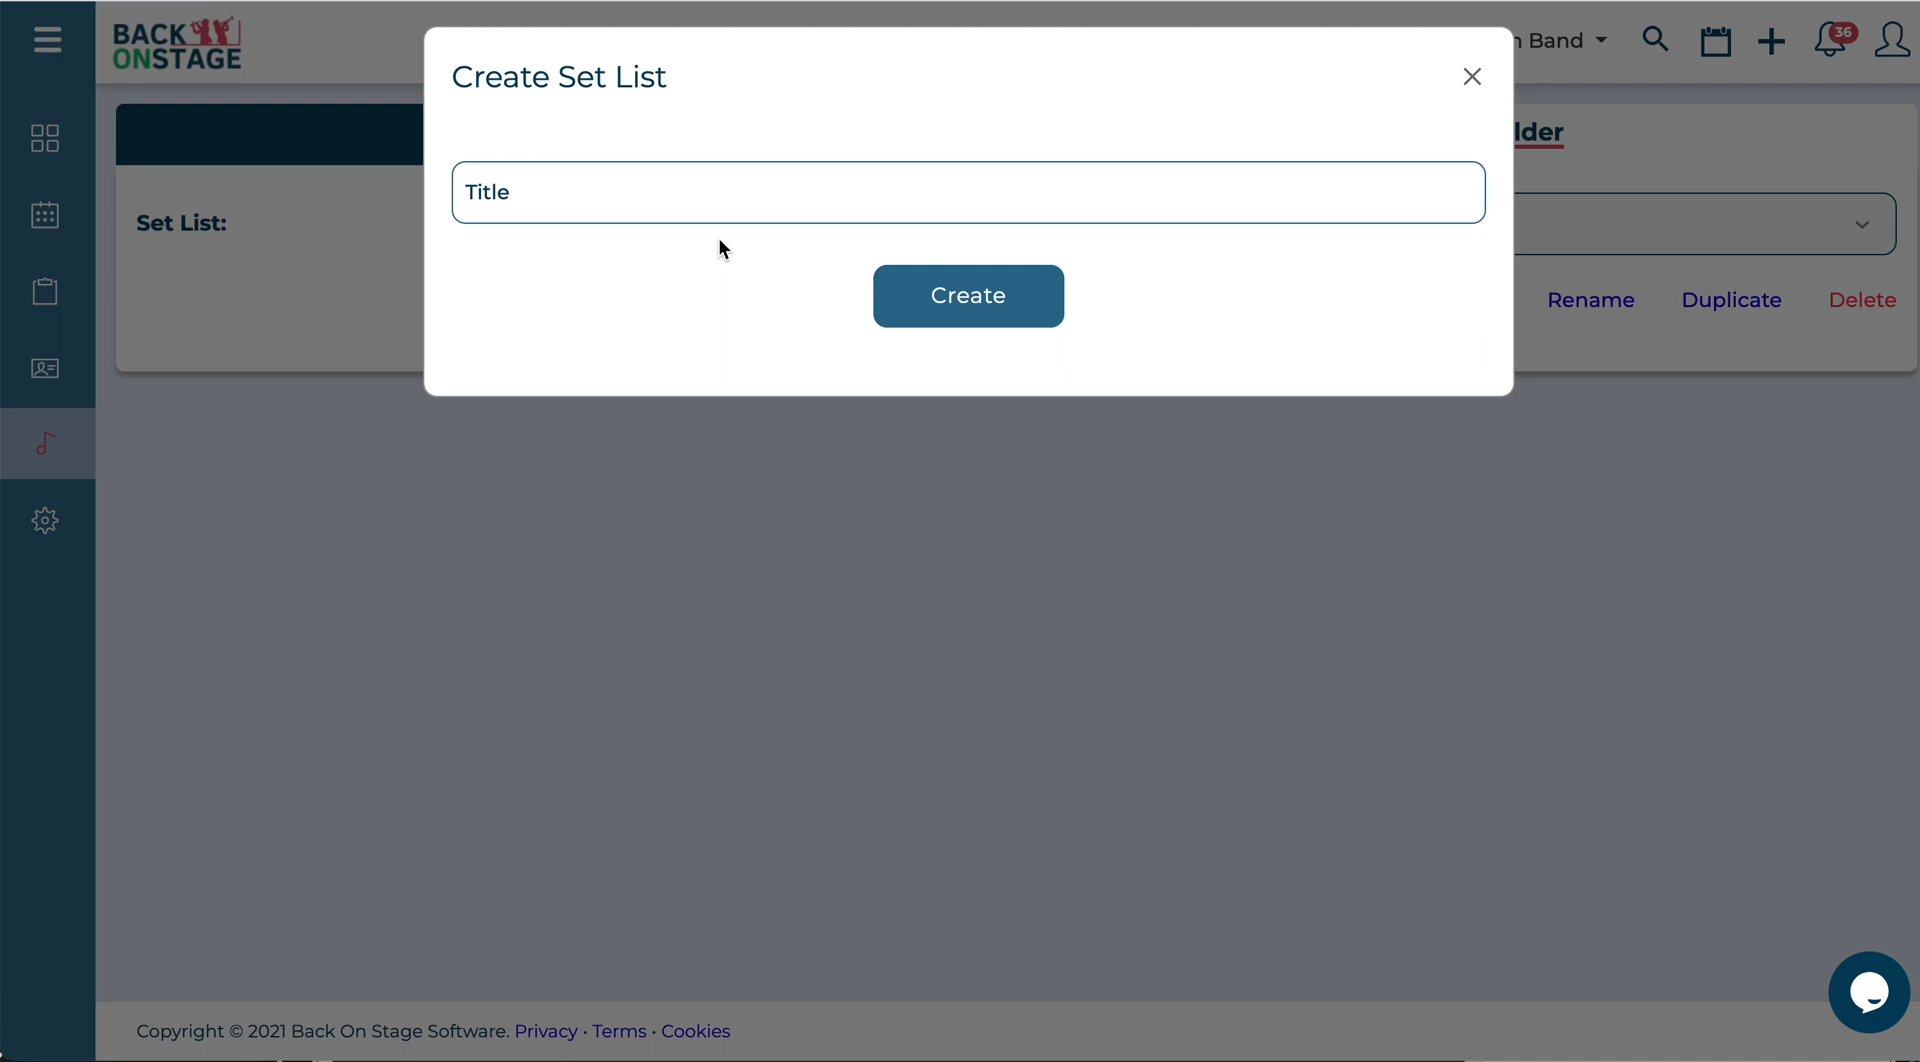 BACK
ONSTAGE
Create Set List
Band
36
Title
Set List:
Create
Rename
Duplicate
Delete
Copyright © 2021 Back On Stage Software. Privacy · Terms · Cookies